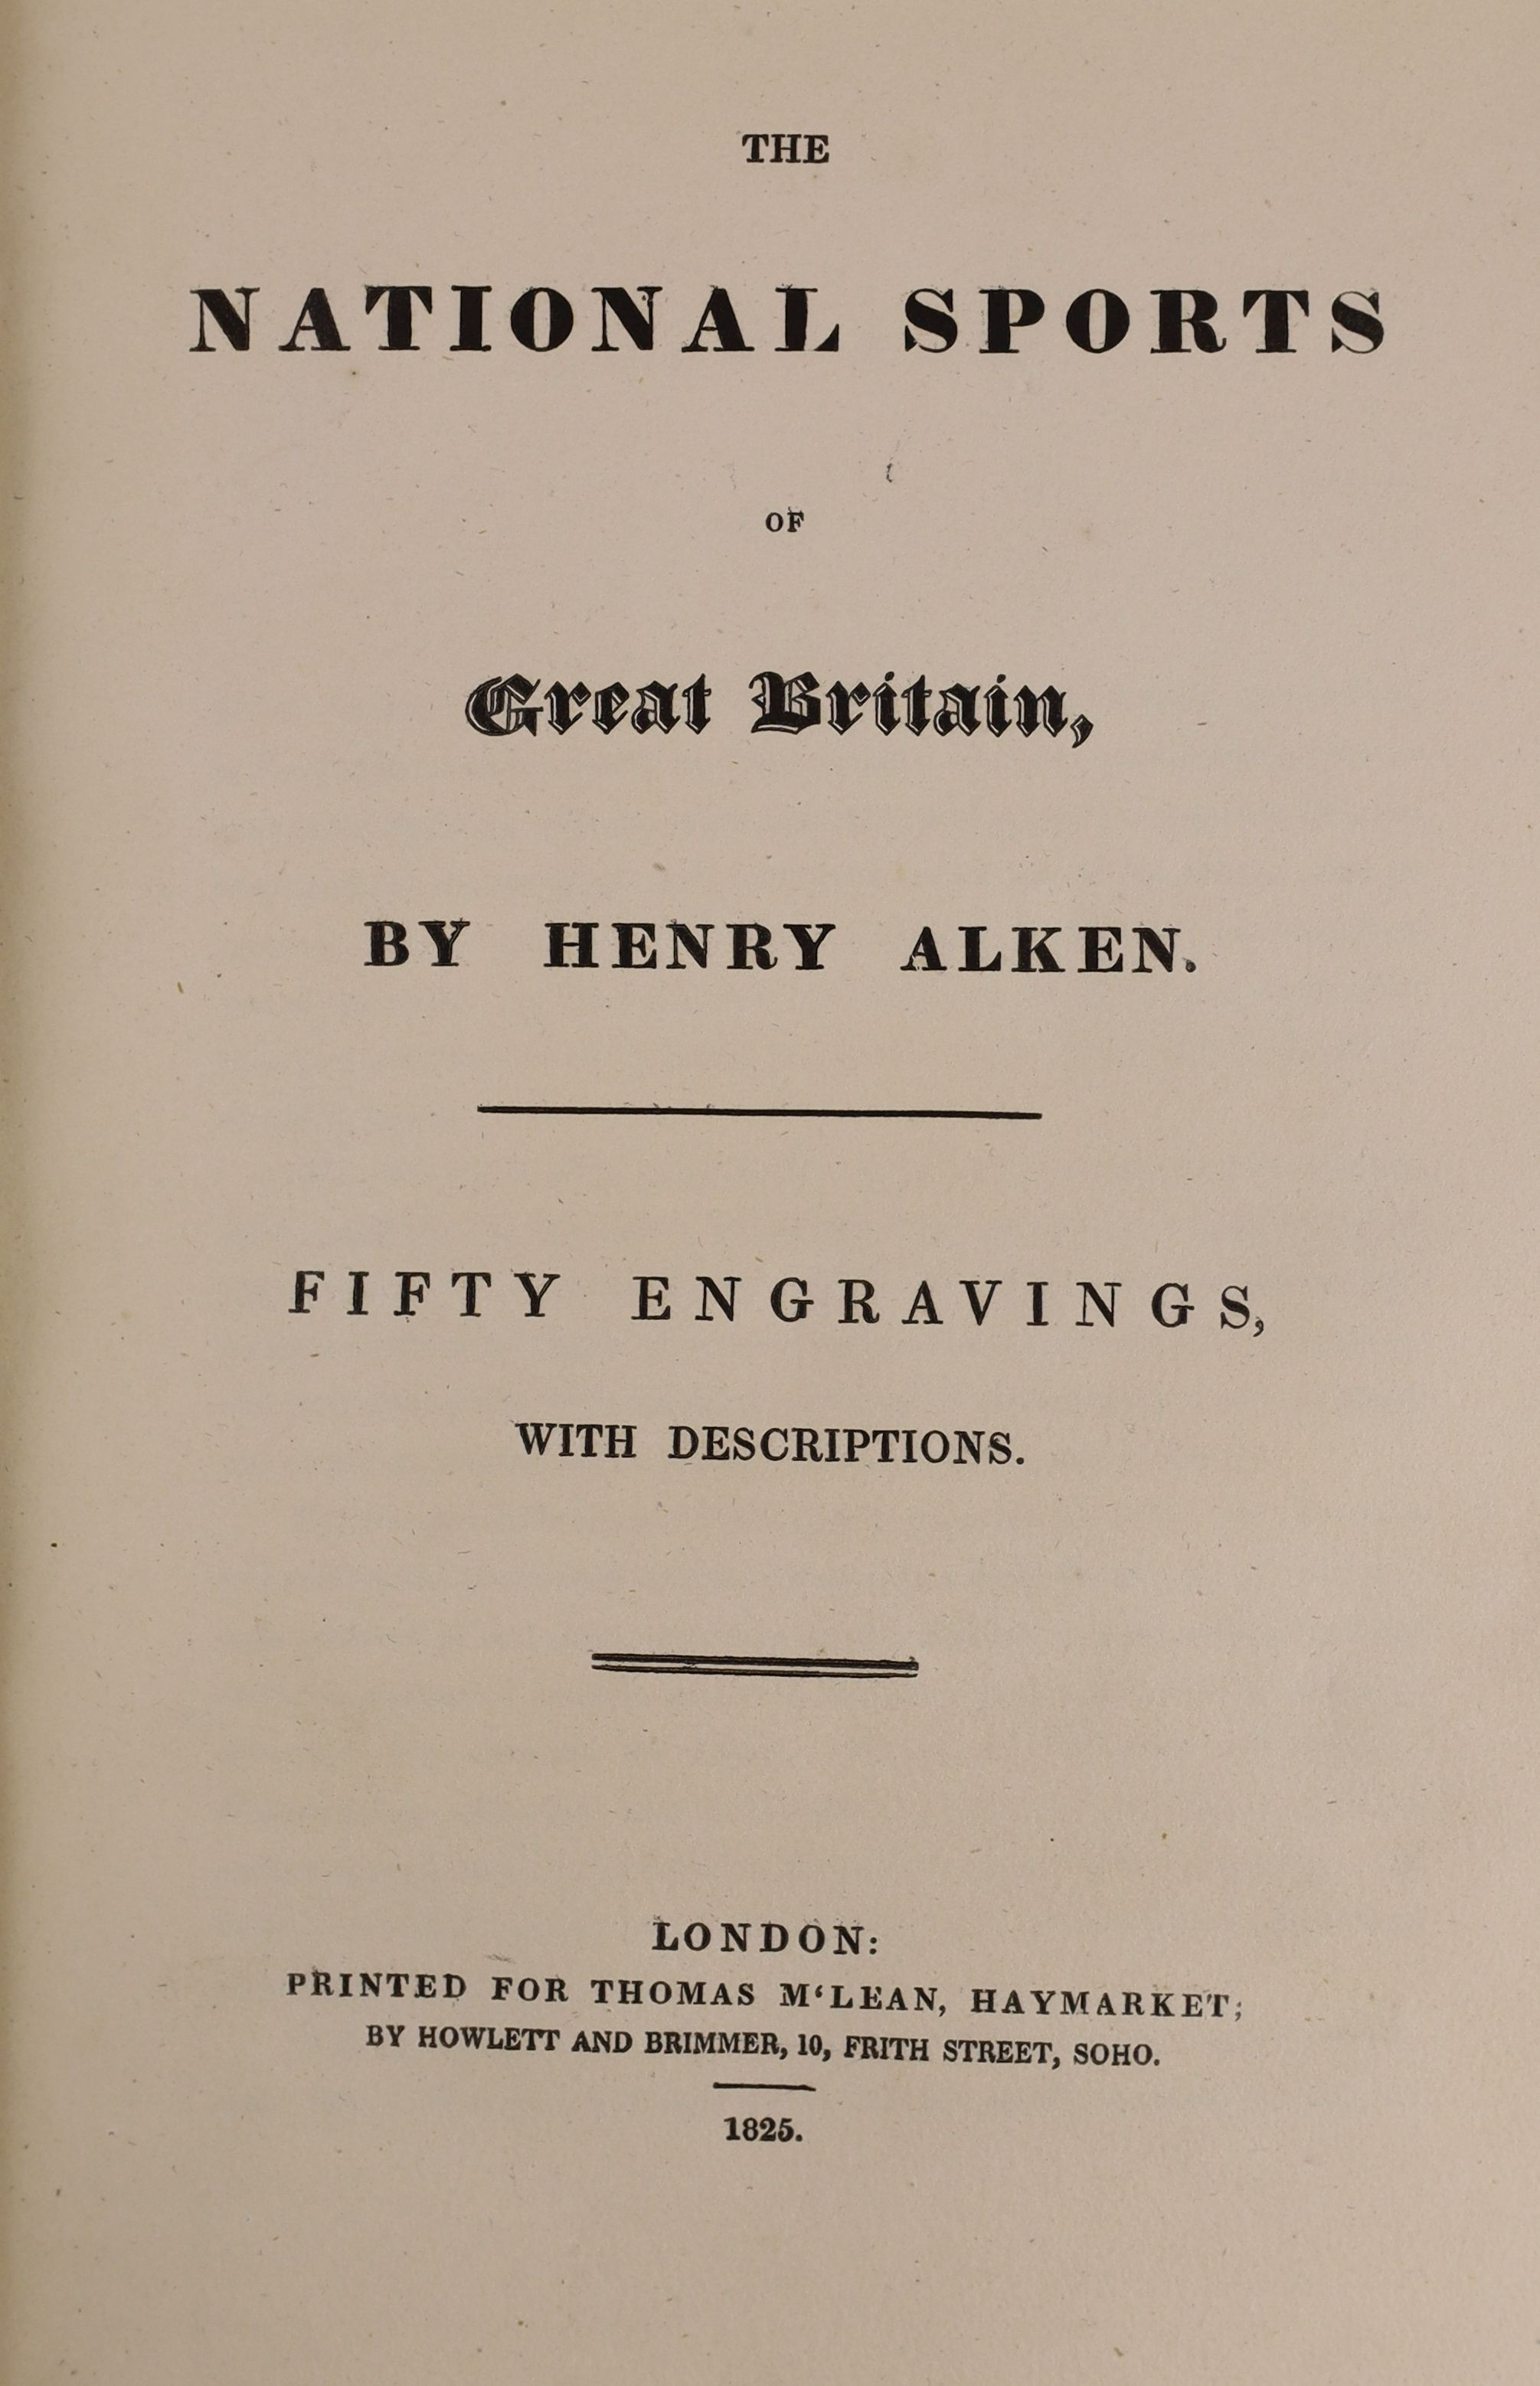 THE
NATIONAL SPORTS
OF
Great Britain,
BY HENRY ALKEN.
FIFTY ENGRAVINGS,
WITH DESCRIPTIONS.
LONDON:
PRINTED FOR THOMAS M‘LEAN, HAYMARKET;
BY HOWLETT AND BRIMMER, 10, FRITH STREET, SOHO.
1825.